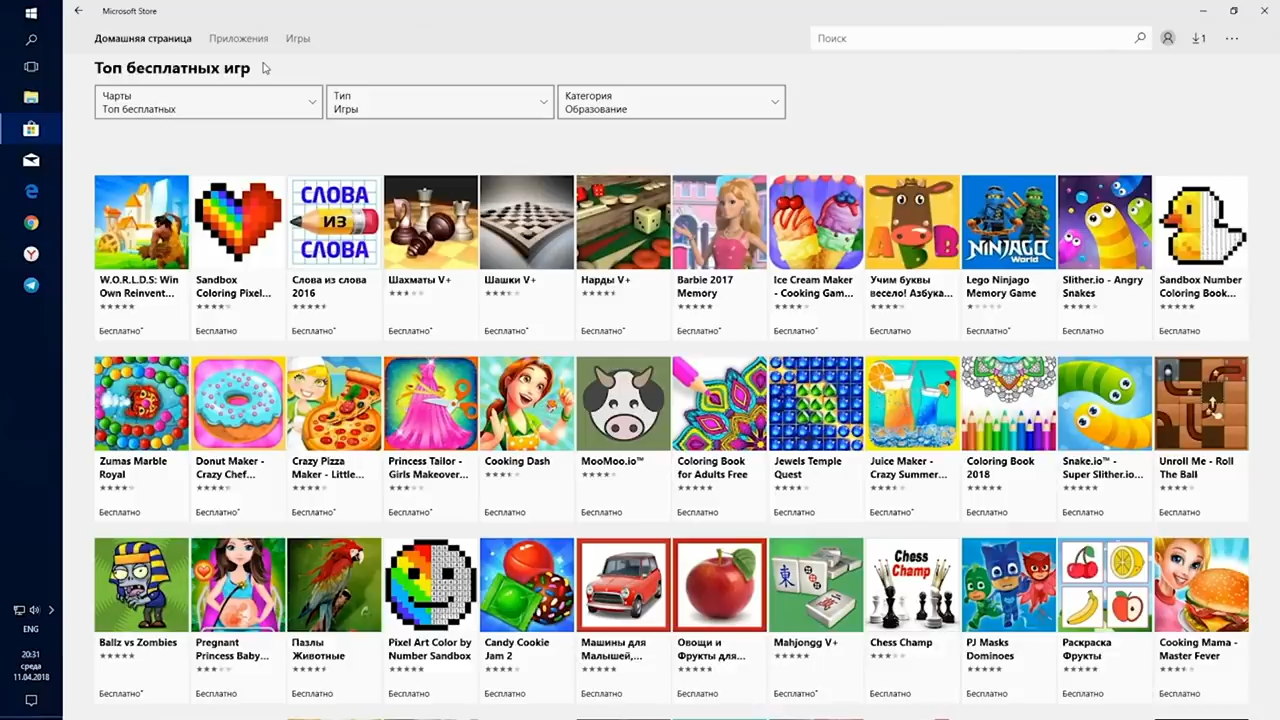 Microsoft Store
Домашняя страница
Приложения
Игры
Поиск
1
Топ бесплатных игр
Чарты
Топ бесплатных
Тип
Игры
Категория
Образование
СЛОВА
ИЗ
СЛОВА
A B
NINJAGO
W.O.R.L.D.S: Win
Own Reinvent...
Бесплатно*
Sandbox
Coloring Pixel...
Бесплатно
Слова из слова
2016
Бесплатно*
Шахматы V+
Бесплатно*
Шашки V+
Бесплатно*
Нарды V+
Бесплатно*
Barbie 2017
Memory
Бесплатно*
Ice Cream Maker
- Cooking Gam...
Бесплатно*
Учим буквы
весело! Азбука...
Бесплатно
Lego Ninjago
Memory Game
Бесплатно*
Slither.io - Angry
Snakes
Бесплатно
Sandbox Number
Coloring Book...
Бесплатно
Zumas Marble
Royal
Бесплатно
Donut Maker -
Crazy Chef...
Бесплатно*
Crazy Pizza
Maker - Little...
Бесплатно
Princess Tailor -
Girls Makeover...
Бесплатно
Cooking Dash
Бесплатно
MooMoo.io™
Бесплатно
Coloring Book
for Adults Free
Бесплатно
Jewels Temple
Quest
Бесплатно
Juice Maker -
Crazy Summer...
Бесплатно*
Coloring Book
2018
Бесплатно
Snake.io™ -
Super Slither.io...
Бесплатно
Unroll Me - Roll
The Ball
Бесплатно
Chess
Champ
Ballz vs Zombies
Бесплатно*
Pregnant
Princess Baby...
Бесплатно
Пазлы
Животные
Бесплатно*
Pixel Art Color by
Number Sandbox
Бесплатно
Candy Cookie
Jam 2
Бесплатно
Машины для
Малышей,...
Бесплатно
Овощи и
Фрукты для...
Бесплатно
Mahjongg V+
Бесплатно*
Chess Champ
Бесплатно
PJ Masks
Dominoes
Бесплатно
Раскраска
Фрукты
Бесплатно
Cooking Mama -
Master Fever
Бесплатно
ENG
20:31
среда
11.04.2018